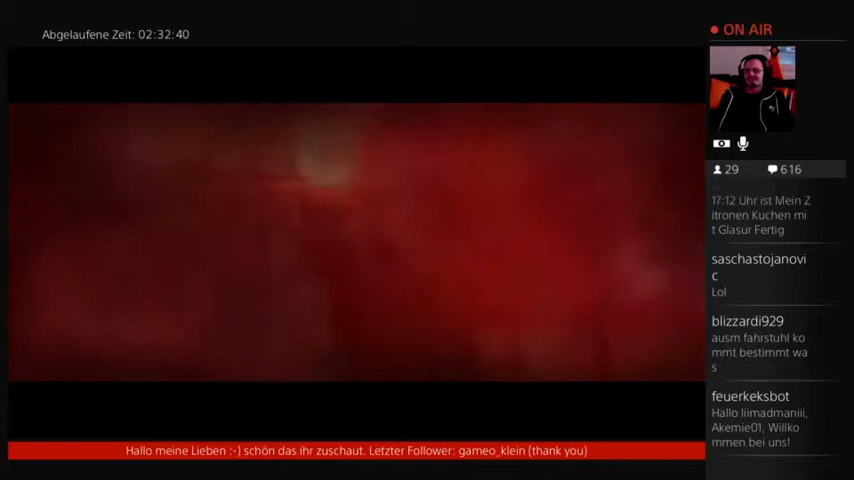 Abgelaufene Zeit: 02:32:40
ON AIR
29 616
17:12 Uhr ist Mein Z
itronen Kuchen mi
t Glasur Fertig
saschastojanovi
c
Lol
blizzardi929
ausm fahrstuhl ko
mmt bestimmt wa
s
feuerkeksbot
Hallo liimadmaniii,
Akemie01, Willko
mmen bei uns!
Hallo meine Lieben :-) schön das ihr zuschaut. Letzter Follower: gameo_klein (thank you)